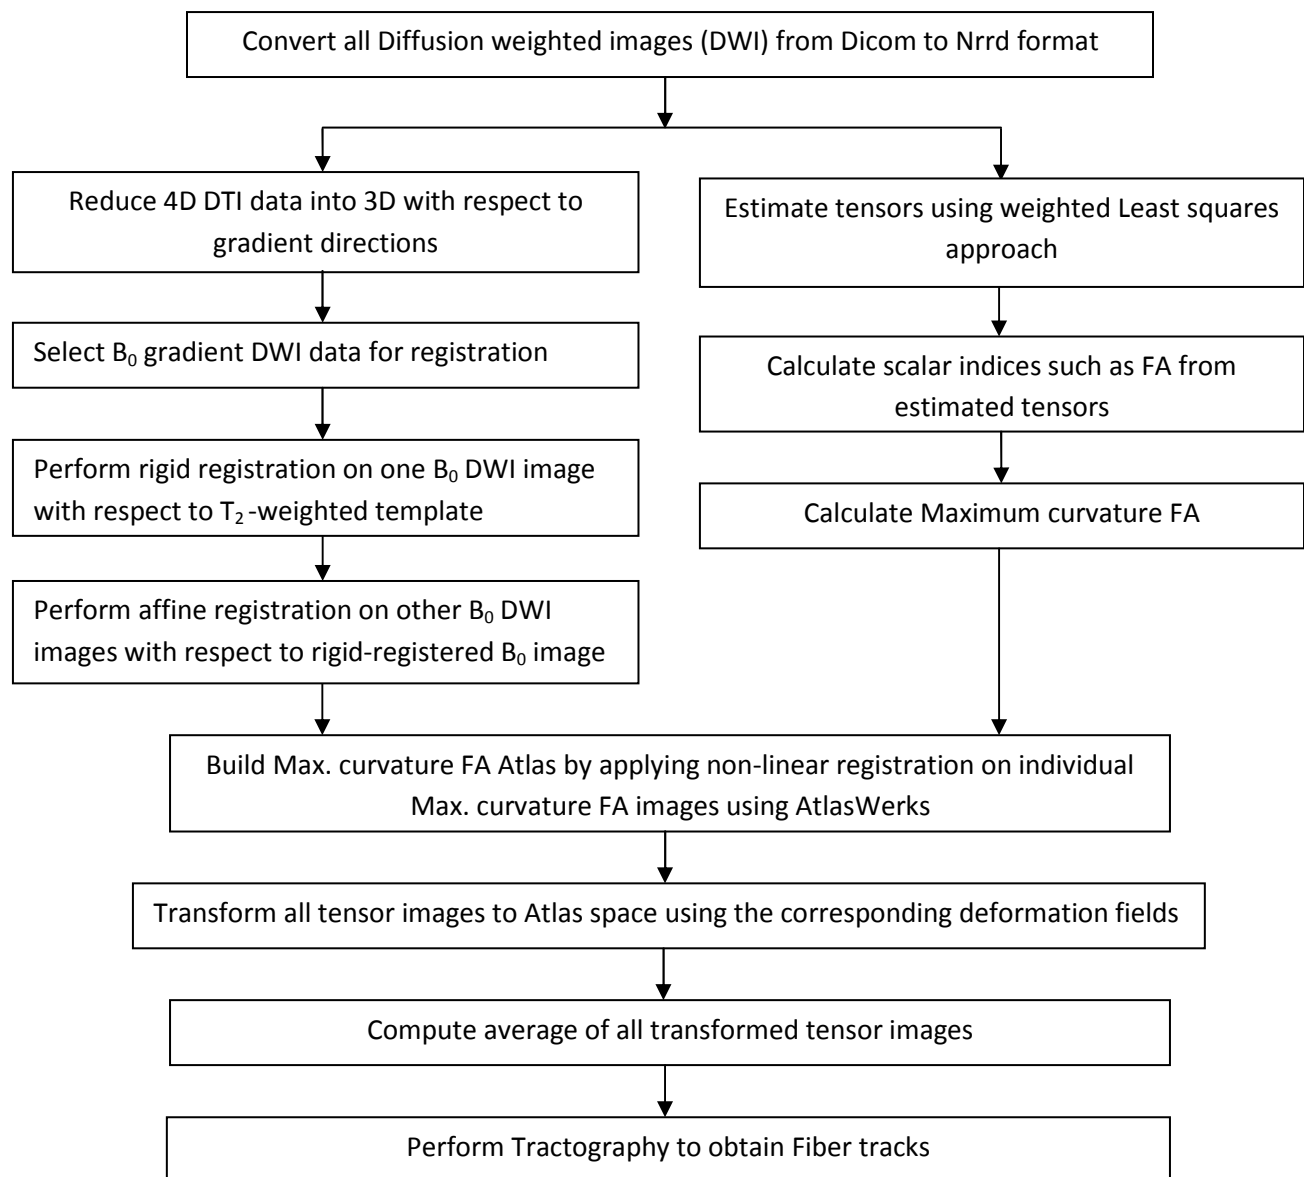 Convert all Diffusion weighted images (DWI) from Dicom to Nrrd format
Reduce 4D DTI data into 3D with respect to
gradient directions
Select B₀ gradient DWI data for registration
Perform rigid registration on one B₀ DWI image
with respect to T₂ -weighted template
Perform affine registration on other B₀ DWI
images with respect to rigid-registered B₀ image
Estimate tensors using weighted Least squares
approach
Calculate scalar indices such as FA from
estimated tensors
Calculate Maximum curvature FA
Build Max. curvature FA Atlas by applying non-linear registration on individual
Max. curvature FA images using AtlasWerks
Transform all tensor images to Atlas space using the corresponding deformation fields
Compute average of all transformed tensor images
Perform Tractography to obtain Fiber tracks